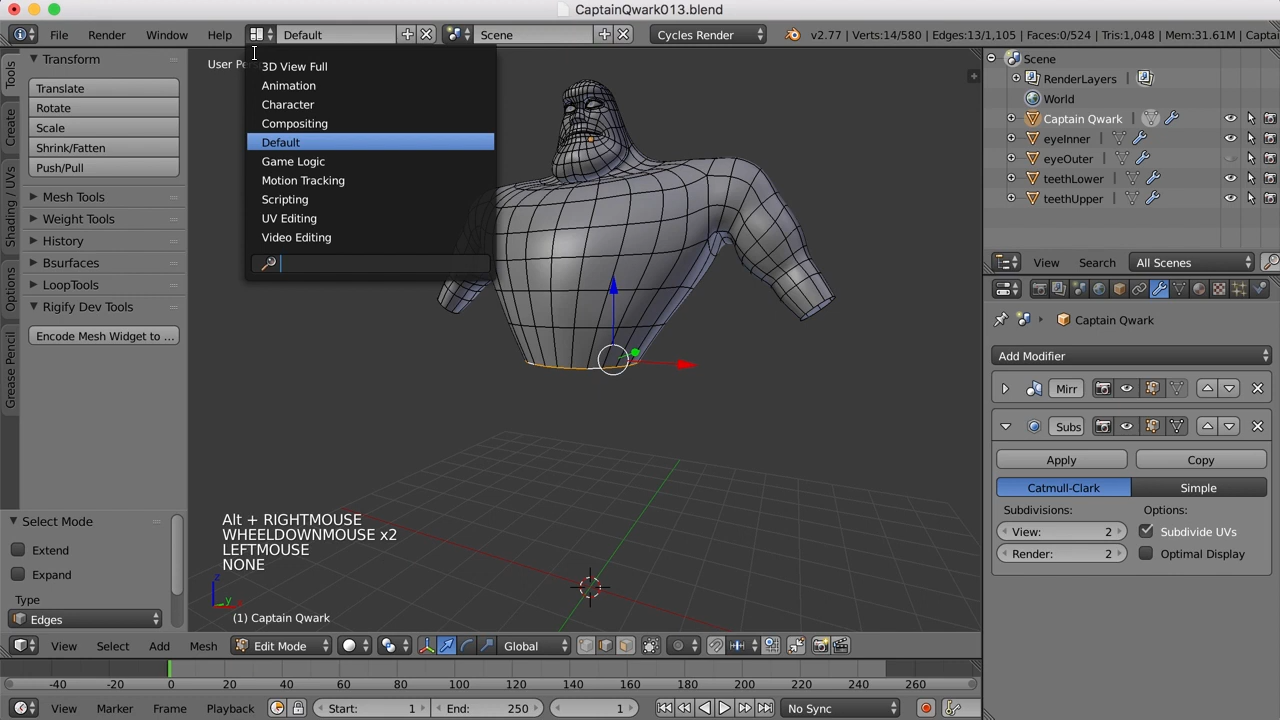 CaptainQwark013.blend
File Render Window Help Default Scene Cycles Render v2.77 | Verts:14/580 | Edges:13/1,105 | Faces:0/524 | Tris:1,048 | Mem:31.61M | Captai
Tools
Create
Shading / UVs
Options
Grease Pencil
Transform
Translate
Rotate
Scale
Shrink/Fatten
Push/Pull
Mesh Tools
Weight Tools
History
Bsurfaces
LoopTools
Rigify Dev Tools
Encode Mesh Widget to ...
Select Mode
Extend
Expand
Type
Edges
User Pe
3D View Full
Animation
Character
Compositing
Default
Game Logic
Motion Tracking
Scripting
UV Editing
Video Editing
Alt + RIGHTMOUSE
WHEELDOWNMOUSE x2
LEFTMOUSE
NONE
z
y
(1) Captain Qwark
View Select Add Mesh Edit Mode Global
-40 -20 0 20 40 60 80 100 120 140 160 180 200 220 240 260
View Marker Frame Playback Start: 1 End: 250 1 No Sync
Scene
RenderLayers
World
Captain Qwark
eyeInner
eyeOuter
teethLower
teethUpper
View Search All Scenes
Captain Qwark
Add Modifier
Mirr
Subs
Apply Copy
Catmull-Clark Simple
Subdivisions: Options:
View: 2 Subdivide UVs
Render: 2 Optimal Display